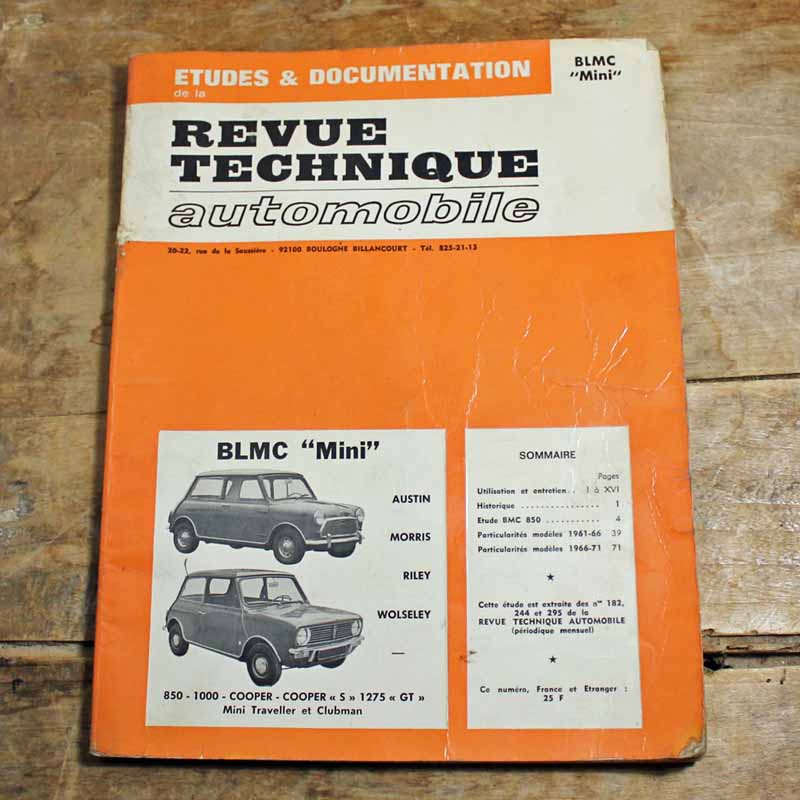 ETUDES & DOCUMENTATION
de la
BLMC
"Mini"
REVUE
TECHNIQUE
automobile
20-22, rue de la Saussière - 92100 BOULOGNE BILLANCOURT - Tél. 825-21-13
BLMC "Mini"
AUSTIN
MORRIS
RILEY
WOLSELEY
—
850 - 1000 - COOPER - COOPER « S » 1275 « GT »
Mini Traveller et Clubman
SOMMAIRE
Pages
Utilisation et entretien.. I à XVI
Historique ................. 1
Etude BMC 850 ........... 4
Particularités modèles 1961-66 39
Particularités modèles 1966-71 71
★
Cette étude est extraite des nos 182,
244 et 295 de la
REVUE TECHNIQUE AUTOMOBILE
(périodique mensuel)
★
Ce numéro, France et Etranger :
25 F